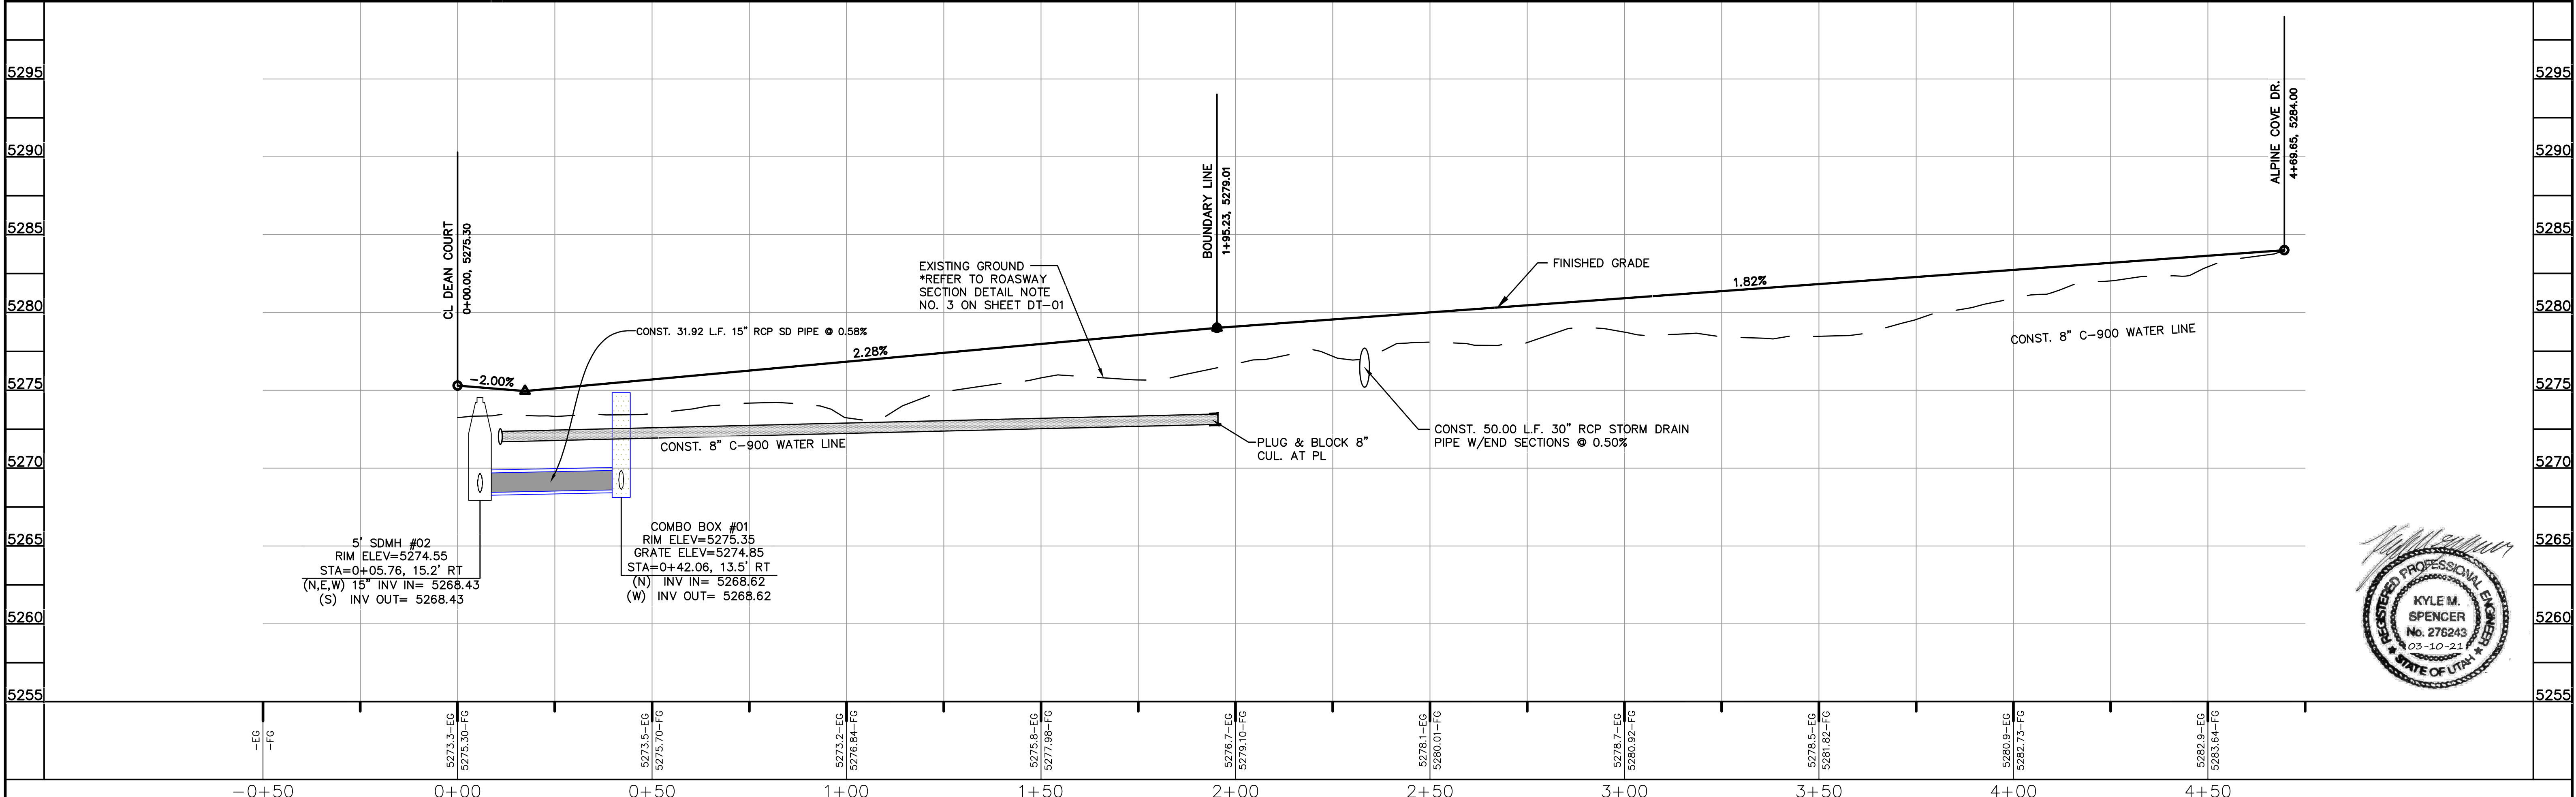 5295
5290
5285
5280
5275
5270
5265
5260
5255
CL DEAN COURT
0+00.00, 5275.30
-2.00%
2.28%
CONST. 31.92 L.F. 15" RCP SD PIPE @ 0.58%
EXISTING GROUND
*REFER TO ROASWAY
SECTION DETAIL NOTE
NO. 3 ON SHEET DT-01
BOUNDARY LINE
1+95.23, 5279.01
FINISHED GRADE
1.82%
ALPINE COVE DR.
4+69.65, 5284.00
CONST. 8" C-900 WATER LINE
CONST. 8" C-900 WATER LINE
PLUG & BLOCK 8"
CUL. AT PL
CONST. 50.00 L.F. 30" RCP STORM DRAIN
PIPE W/END SECTIONS @ 0.50%
5' SDMH #02
RIM ELEV=5274.55
STA=0+05.76, 15.2' RT
(N,E,W) 15" INV IN= 5268.43
(S) INV OUT= 5268.43
COMBO BOX #01
RIM ELEV=5275.35
GRATE ELEV=5274.85
STA=0+42.06, 13.5' RT
(N) INV IN= 5268.62
(W) INV OUT= 5268.62
5295
5290
5285
5280
5275
5270
5265
5260
5255
REGISTERED PROFESSIONAL ENGINEER
KYLE M.
SPENCER
No. 276243
03-10-21
STATE OF UTAH
-EG
-FG
5273.3-EG
5275.30-FG
5273.5-EG
5275.70-FG
5273.2-EG
5276.84-FG
5275.8-EG
5277.98-FG
5276.7-EG
5279.10-FG
5278.1-EG
5280.01-FG
5278.7-EG
5280.92-FG
5278.5-EG
5281.82-FG
5280.9-EG
5282.73-FG
5282.9-EG
5283.64-FG
-0+50
0+00
0+50
1+00
1+50
2+00
2+50
3+00
3+50
4+00
4+50